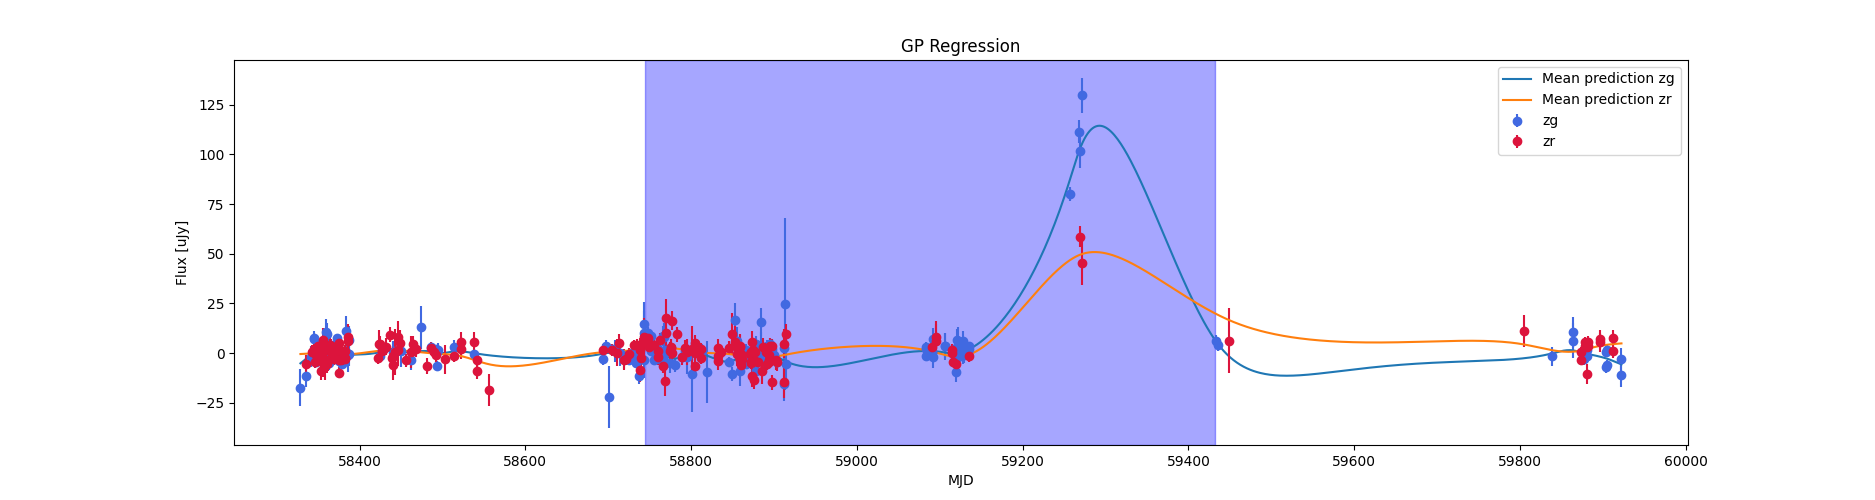 GP Regression
Mean prediction zg
Mean prediction zr
zg
zr
Flux [uJy]
125
100
75
50
25
0
−25
58400
58600
58800
59000
59200
59400
59600
59800
60000
MJD